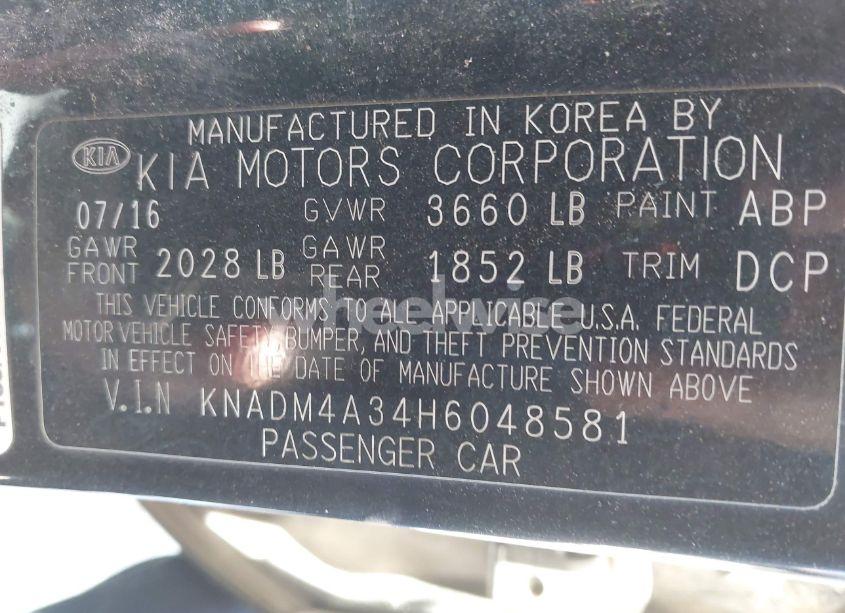 MANUFACTURED IN KOREA BY
KIA KIA MOTORS CORPORATION
07/16 GVWR 3660 LB PAINT ABP
GAWR FRONT 2028 LB GAWR REAR 1852 LB TRIM DCP
THIS VEHICLE CONFORMS TO ALL APPLICABLE U.S.A. FEDERAL
MOTOR VEHICLE SAFETY, BUMPER, AND THEFT PREVENTION STANDARDS
IN EFFECT ON THE DATE OF MANUFACTURE SHOWN ABOVE
V.I.N KNADM4A34H6048581
PASSENGER CAR
wheelwise